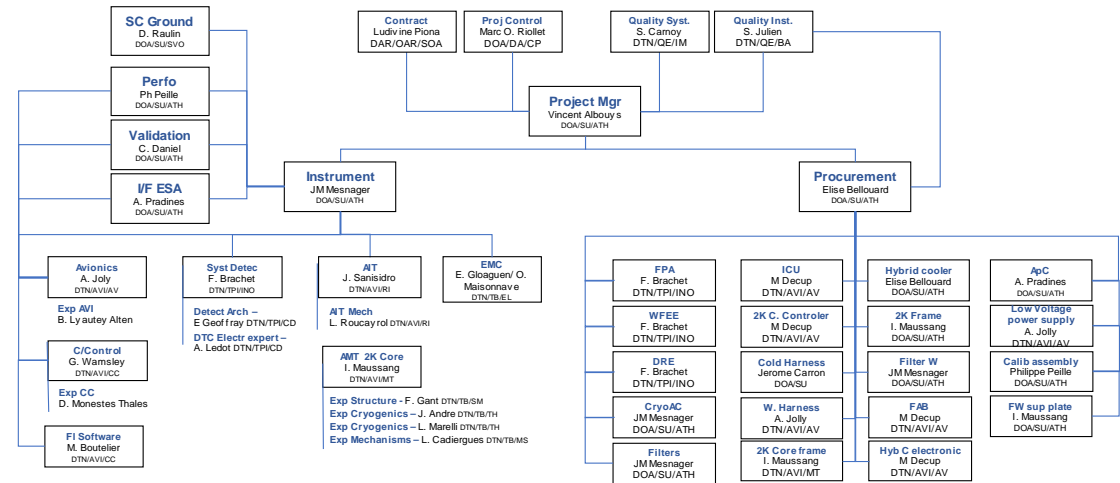 SC Ground
D. Raulin
DOA/SU/SVO
Contract
Ludivine Piona
DAR/OAR/SOA
Proj Control
Marc O. Riollet
DOA/DA/CP
Quality Syst.
S. Carnoy
DTN/QE/IM
Quality Inst.
S. Julien
DTN/QE/BA
Perfo
Ph Peille
DOA/SU/ATH
Project Mgr
Vincent Albouys
DOA/SU/ATH
Validation
C. Daniel
DOA/SU/ATH
I/F ESA
A. Pradines
DOA/SU/ATH
Instrument
JM Mesnager
DOA/SU/ATH
Procurement
Elise Bellouard
DOA/SU/ATH
Avionics
A. Joly
DTN/AVI/AV
Exp AVI
B. Lyautey Alten
C/Control
G. Wamsley
DTN/AVI/CC
Exp CC
D. Monestes Thales
FI Software
M. Boutelier
DTN/AVI/CC
Syst Detec
F. Brachet
DTN/TPI/INO
Detect Arch –
E Geoffray DTN/TPI/CD
DTC Electr expert –
A. Ledot DTN/TPI/CD
AIT
J. Sanisidro
DTN/AVI/RI
AIT Mech
L. Roucayrol DTN/AVI/RI
EMC
E. Gloaguen/ O.
Maisonnave
DTN/TB/EL
AMT 2K Core
I. Maussang
DTN/AVI/MT
Exp Structure - F. Gant DTN/TB/SM
Exp Cryogenics – J. Andre DTN/TB/TH
Exp Cryogenics – L. Marelli DTN/TB/TH
Exp Mechanisms – L. Cadiergues DTN/TB/MS
FPA
F. Brachet
DTN/TPI/INO
WFEE
F. Brachet
DTN/TPI/INO
DRE
F. Brachet
DTN/TPI/INO
CryoAC
JM Mesnager
DOA/SU/ATH
Filters
JM Mesnager
DOA/SU/ATH
ICU
M Decup
DTN/AVI/AV
2K C. Controler
M Decup
DTN/AVI/AV
Cold Harness
Jerome Carron
DOA/SU
W. Harness
A. Jolly
DTN/AVI/AV
2K Core frame
I. Maussang
DTN/AVI/MT
Hybrid cooler
Elise Bellouard
DOA/SU/ATH
2K Frame
I. Maussang
DOA/SU/ATH
Filter W
JM Mesnager
DOA/SU/ATH
FAB
M Decup
DTN/AVI/AV
Hyb C electronic
M Decup
DTN/AVI/AV
ApC
A. Pradines
DOA/SU/ATH
Low Voltage
power supply
A. Jolly
DTN/AVI/AV
Calib assembly
Philippe Peille
DOA/SU/ATH
FW sup plate
I. Maussang
DOA/SU/ATH